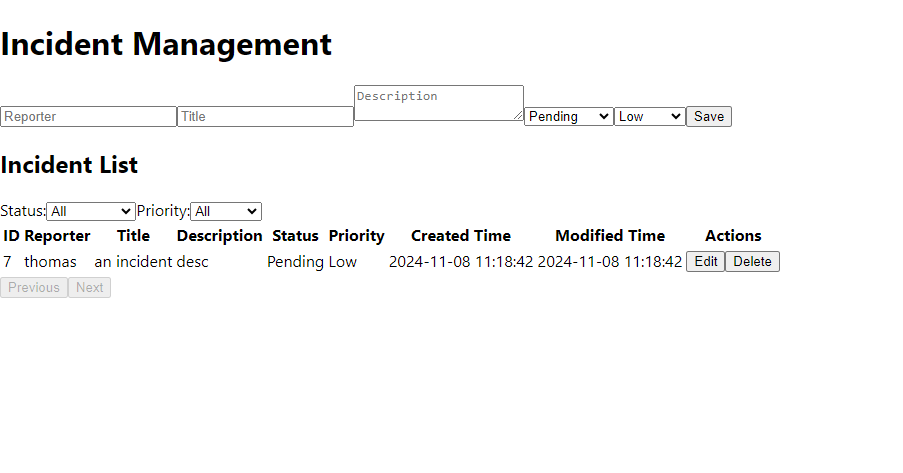 Incident Management
Reporter Title Description Pending Low Save
Incident List
Status: All Priority: All
ID Reporter Title Description Status Priority Created Time Modified Time Actions
7 thomas an incident desc Pending Low 2024-11-08 11:18:42 2024-11-08 11:18:42 Edit Delete
Previous Next